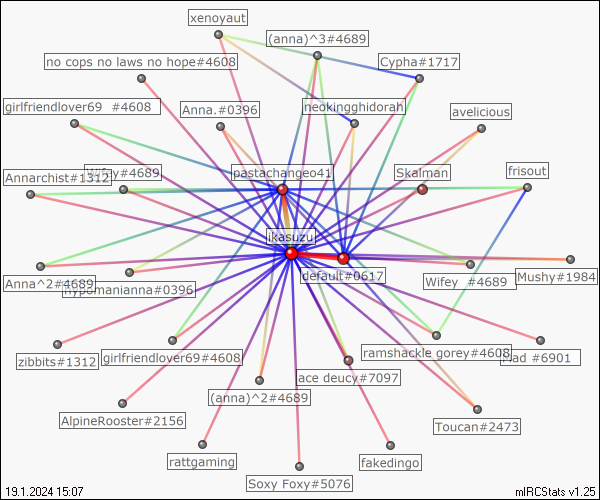 xenoyaut
(anna)^3#4689
no cops no laws no hope#4608
Cypha#1717
girlfriendlover69 #4608
Anna.#0396
neokingghidorah
avelicious
Annarchist#1312
#4689
pastachangeo41
Skalman
frisout
ikasuzu
default#0617
Anna^2#4689
hypomanianna#0396
Wifey #4689
Mushy#1984
zibbits#1312
girlfriendlover69#4608
ramshackle gorey#4608
#6901
ace deucy#7097
(anna)^2#4689
AlpineRooster#2156
Toucan#2473
rattgaming
Soxy Foxy#5076
fakedingo
19.1.2024 15:07
mIRCStats v1.25